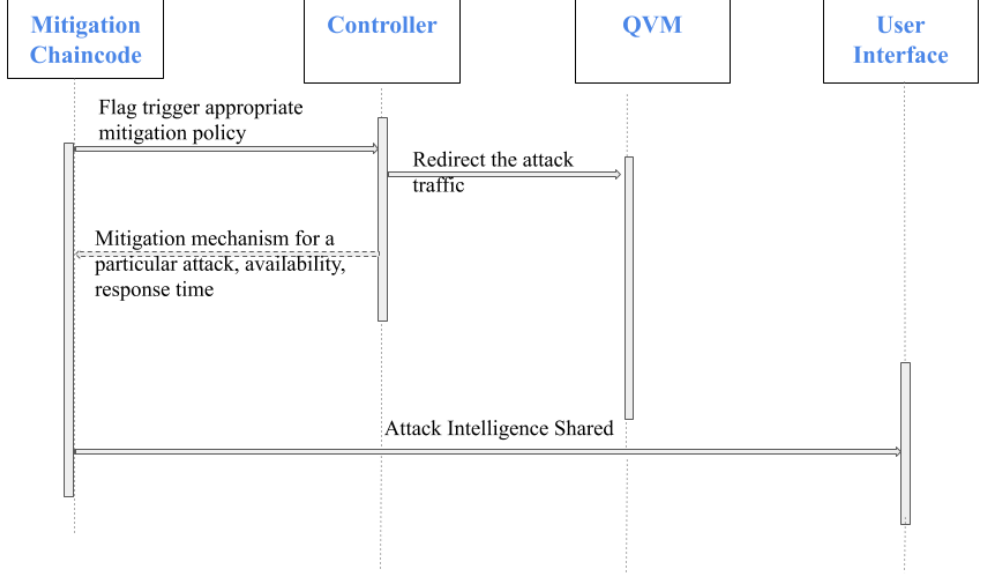 Mitigation
Chaincode
Controller
QVM
User
Interface
Flag trigger appropriate
mitigation policy
Redirect the attack
traffic
Mitigation mechanism for a
particular attack, availability,
response time
Attack Intelligence Shared